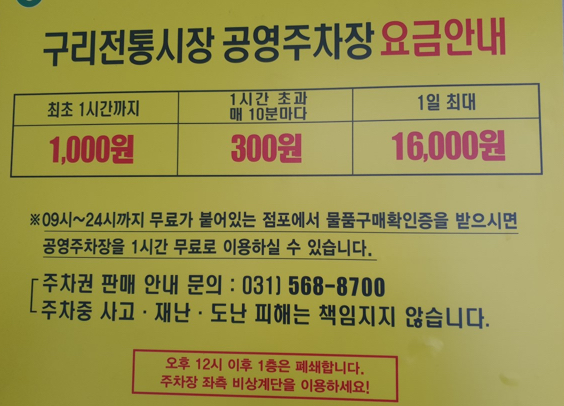 구리전통시장 공영주차장 요금안내
최초 1시간까지
1시간 초과
매 10분마다
1일 최대
1,000원
300원
16,000원
※09시~24시까지 무료가 붙어있는 점포에서 물품구매확인증을 받으시면
공영주차장을 1시간 무료로 이용하실 수 있습니다.
주차권 판매 안내 문의 : 031) 568-8700
주차중 사고 · 재난 · 도난 피해는 책임지지 않습니다.
오후 12시 이후 1층은 폐쇄합니다.
주차장 좌측 비상계단을 이용하세요!